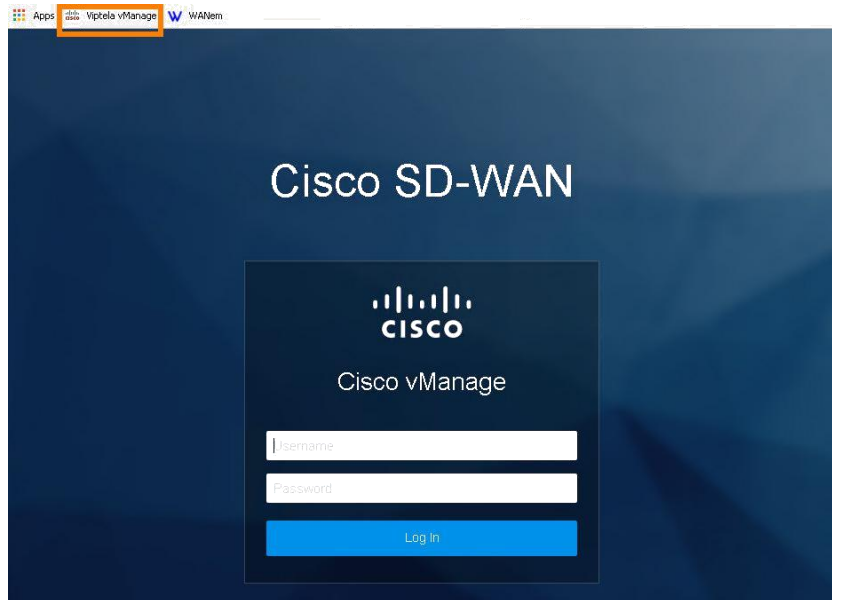 Apps Viptela vManage WANem
Cisco SD-WAN
CISCO
Cisco vManage
Username
Password
Log In